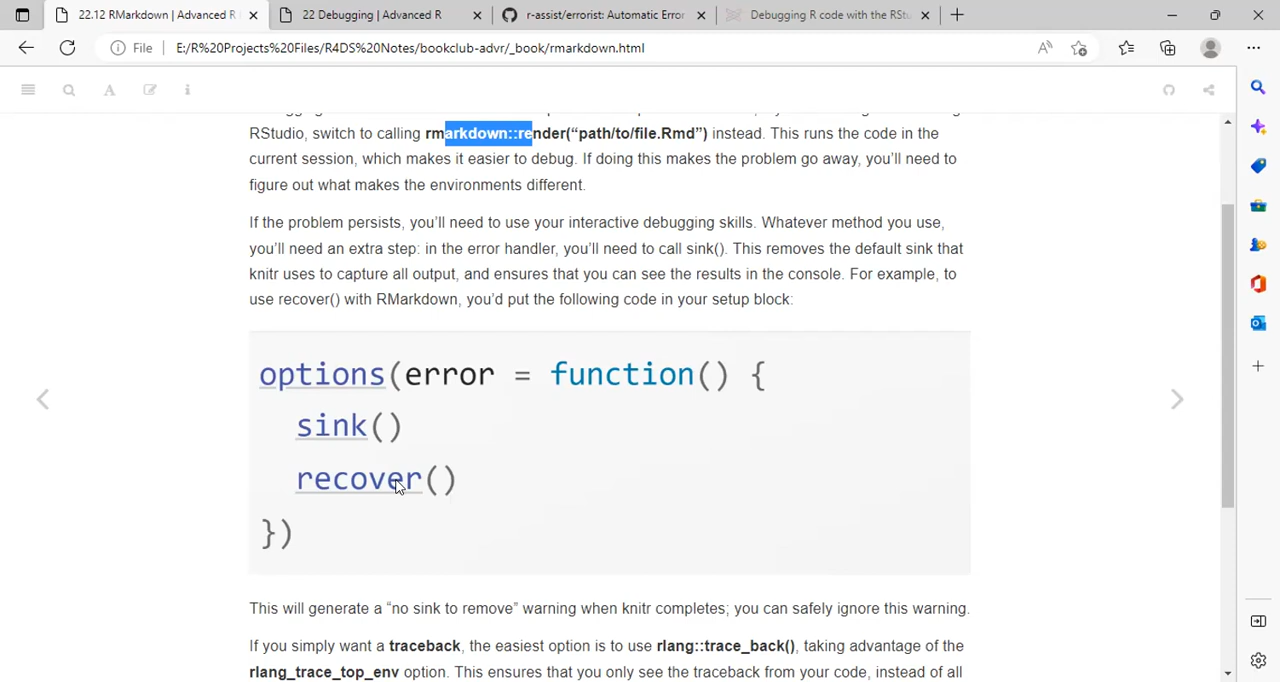 22.12 RMarkdown | Advanced R
22 Debugging | Advanced R
r-assist/errorist: Automatic Error
Debugging R code with the RStu
File
E:/R%20Projects%20Files/R4DS%20Notes/bookclub-advr/_book/rmarkdown.html
RStudio, switch to calling rmarkdown::render(“path/to/file.Rmd”) instead. This runs the code in the
current session, which makes it easier to debug. If doing this makes the problem go away, you’ll need to
figure out what makes the environments different.
If the problem persists, you’ll need to use your interactive debugging skills. Whatever method you use,
you’ll need an extra step: in the error handler, you’ll need to call sink(). This removes the default sink that
knitr uses to capture all output, and ensures that you can see the results in the console. For example, to
use recover() with RMarkdown, you’d put the following code in your setup block:
options(error = function() {
sink()
recover()
})
This will generate a “no sink to remove” warning when knitr completes; you can safely ignore this warning.
If you simply want a traceback, the easiest option is to use rlang::trace_back(), taking advantage of the
rlang_trace_top_env option. This ensures that you only see the traceback from your code, instead of all